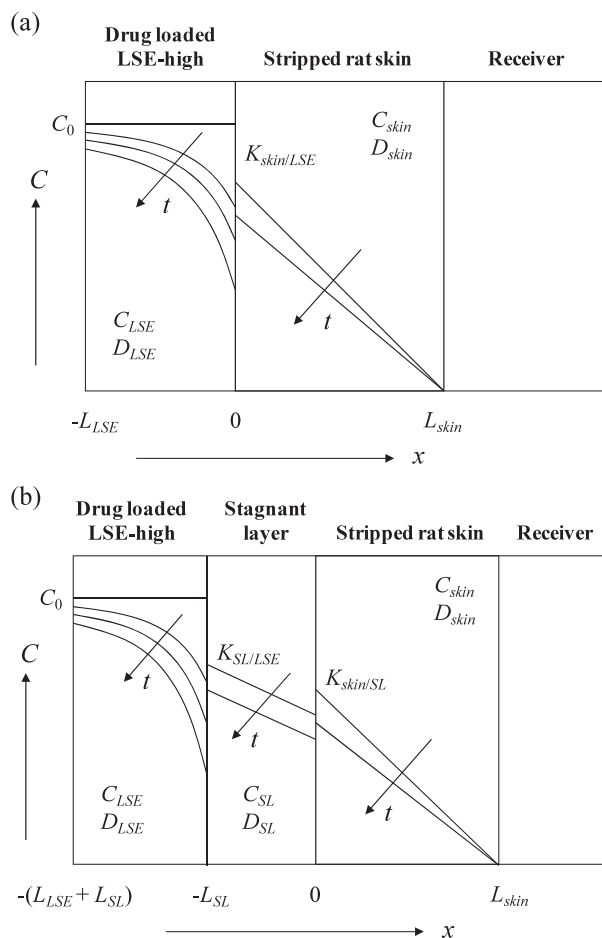 (a)
Drug loaded
LSE-high
Stripped rat skin
Receiver
C0
C
t
CLSE
DLSE
Kskin/LSE
Cskin
Dskin
t
-LLSE
0
Lskin
x
(b)
Drug loaded
LSE-high
Stagnant
layer
Stripped rat skin
Receiver
C0
C
t
CLSE
DLSE
KSL/LSE
t
CSL
DSL
Kskin/SL
Cskin
Dskin
t
-(LLSE + LSL)
-LSL
0
Lskin
x